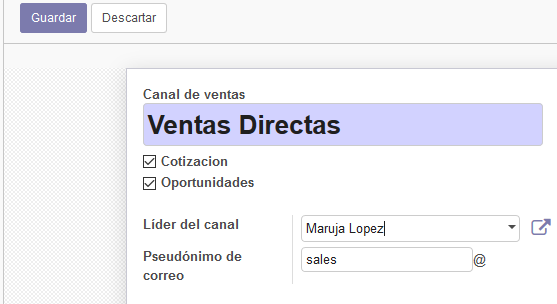 Guardar Descartar
Canal de ventas
Ventas Directas
Cotizacion
Oportunidades
Líder del canal Maruja Lopez
Pseudónimo de
correo sales @